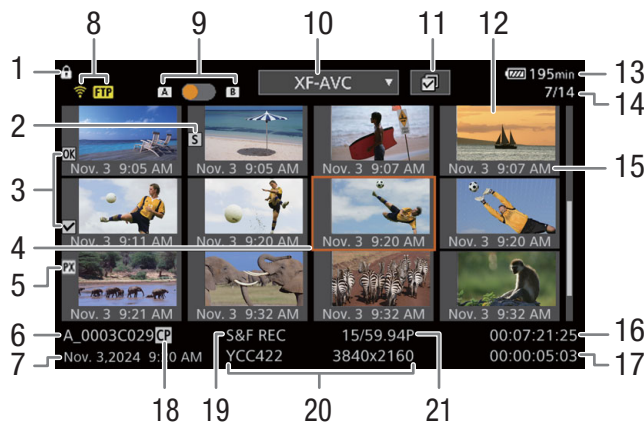 8 9 10 11 12
1 FTP A B XF-AVC 195min 13
7/14 14
2 S
Nov. 3 9:05 AM Nov. 3 9:05 AM Nov. 3 9:07 AM Nov. 3 9:07 AM 15
OK
3
Nov. 3 9:11 AM Nov. 3 9:20 AM Nov. 3 9:20 AM Nov. 3 9:20 AM
4
5 PX
Nov. 3 9:21 AM Nov. 3 9:32 AM Nov. 3 9:32 AM Nov. 3 9:32 AM
6 A_0003C029 CP S&F REC 15/59.94P 00:07:21:25 16
7 Nov. 3,2024 9:20 AM YCC422 3840x2160 00:00:05:03 17
18 19 20 21